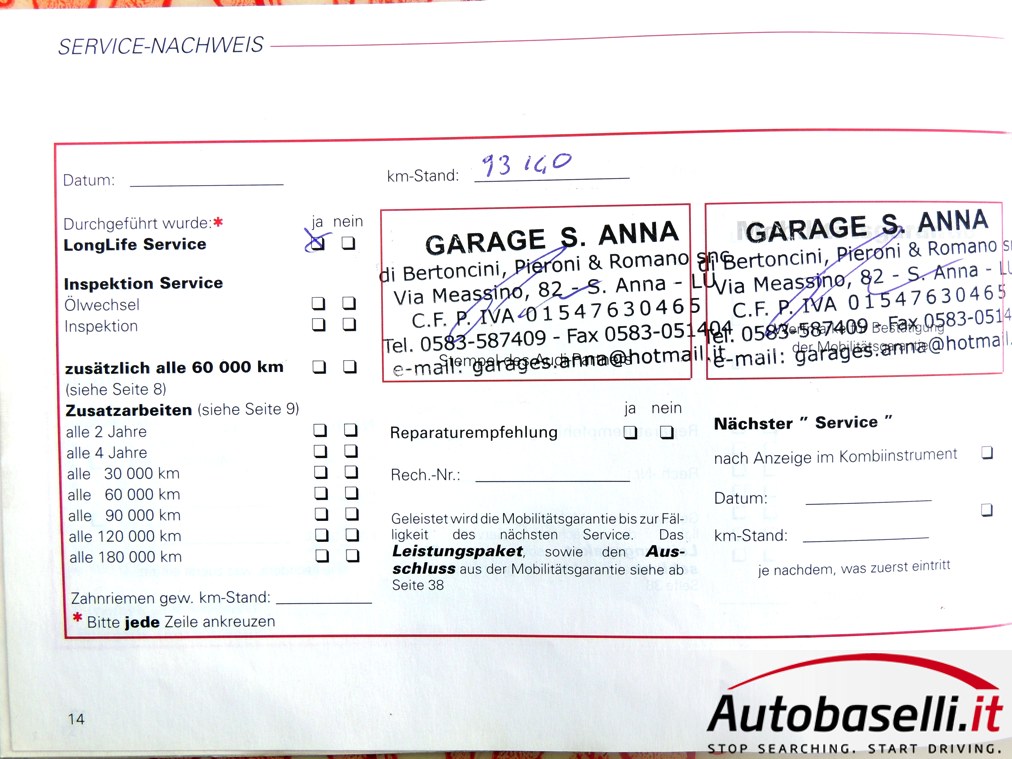 SERVICE-NACHWEIS
Datum:
km-Stand: 93 140
Durchgeführt wurde:* ja nein
LongLife Service
Inspektion Service
Ölwechsel
Inspektion
zusätzlich alle 60 000 km
(siehe Seite 8)
Zusatzarbeiten (siehe Seite 9)
alle 2 Jahre
alle 4 Jahre
alle 30 000 km
alle 60 000 km
alle 90 000 km
alle 120 000 km
alle 180 000 km
Zahnriemen gew. km-Stand:
* Bitte jede Zeile ankreuzen
GARAGE S. ANNA
di Bertoncini, Pieroni & Romano snc
Via Meassino, 82 - S. Anna - LU
C.F. P. IVA 01547630465
Tel. 0583-587409 - Fax 0583-051404
Stempel des Audi Partners
e-mail: garages.anna@hotmail.it
GARAGE S. ANNA
di Bertoncini, Pieroni & Romano sn
Via Meassino, 82 - S. Anna - LU
C.F. P. IVA 01547630465
Tel. 0583-587409 - Fax 0583-0514
Bestätigung
der Mobilitätsgarantie
e-mail: garages.anna@hotmail.
ja nein
Reparaturempfehlung
Rech.-Nr.:
Geleistet wird die Mobilitätsgarantie bis zur Fäl-
ligkeit des nächsten Service. Das
Leistungspaket, sowie den Aus-
schluss aus der Mobilitätsgarantie siehe ab
Seite 38
Nächster " Service "
nach Anzeige im Kombiinstrument
Datum:
km-Stand:
je nachdem, was zuerst eintritt
14
Autobaselli.it
STOP SEARCHING. START DRIVING.